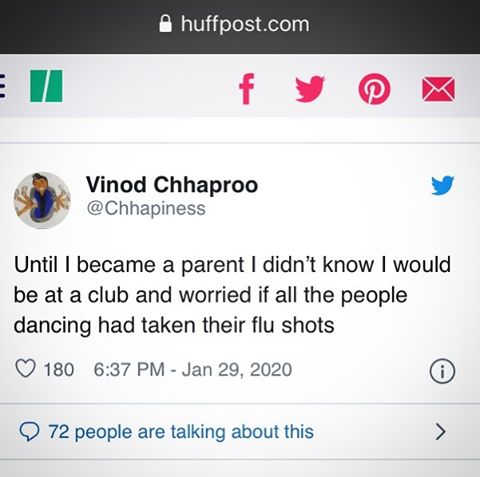 huffpost.com
Vinod Chhaproo
@Chhapiness
Until I became a parent I didn’t know I would
be at a club and worried if all the people
dancing had taken their flu shots
180 6:37 PM - Jan 29, 2020
72 people are talking about this